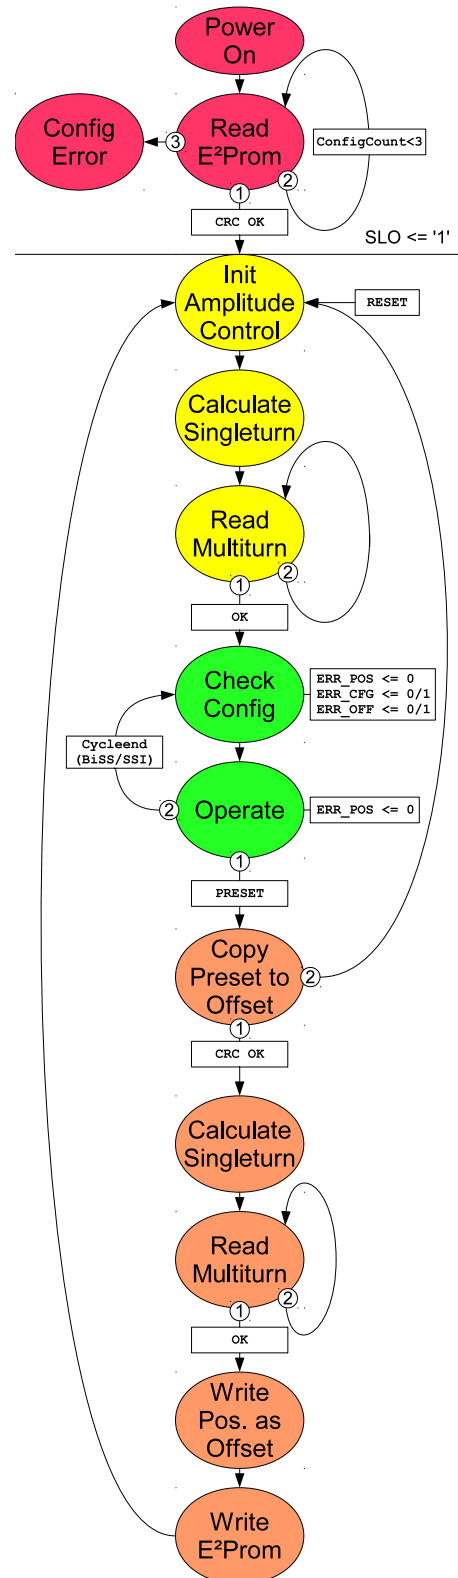 Power
On
Config
Error
3
Read
E²Prom
ConfigCount<3
1
2
CRC OK
SLO <= '1'
Init
Amplitude
Control
RESET
Calculate
Singleturn
Read
Multiturn
1
2
OK
Check
Config
ERR_POS <= 0
ERR_CFG <= 0/1
ERR_OFF <= 0/1
Cycleend
(BiSS/SSI)
2
Operate
ERR_POS <= 0
1
PRESET
Copy
Preset to
Offset
2
1
CRC OK
Calculate
Singleturn
Read
Multiturn
1
2
OK
Write
Pos. as
Offset
Write
E²Prom